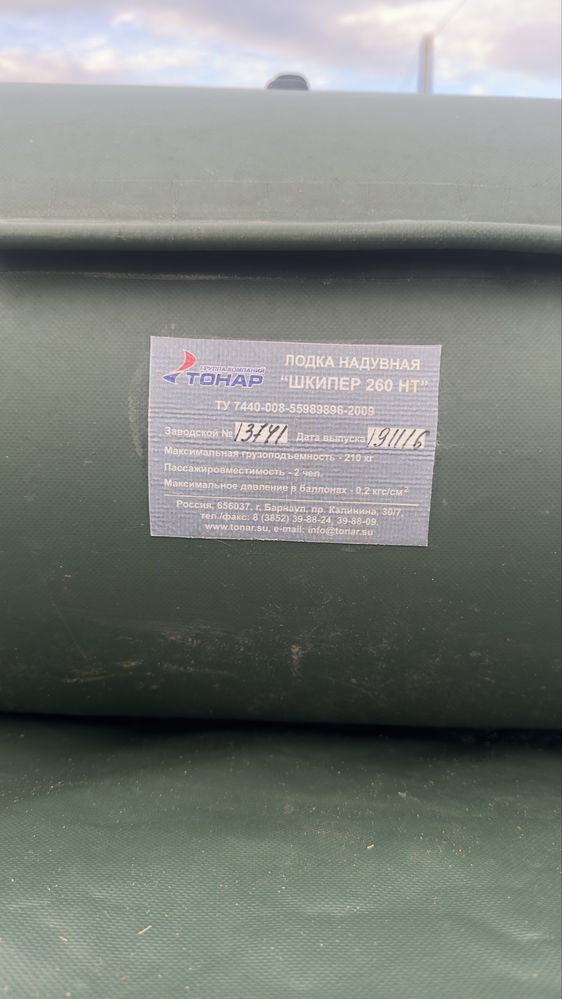 ГРУППА КОМПАНИЙ
ТОНАР
ЛОДКА НАДУВНАЯ
“ШКИПЕР 260 НТ”
ТУ 7440-008-55989896-2009
Заводской № 13741 Дата выпуска 191116
Максимальная грузоподъемность - 210 кг
Пассажировместимость - 2 чел.
Максимальное давление в баллонах - 0,2 кгс/см²
Россия, 656037, г. Барнаул, пр. Калинина, 30/7,
тел./факс: 8 (3852) 39-88-24, 39-88-09,
www.tonar.su, e-mail: info@tonar.su